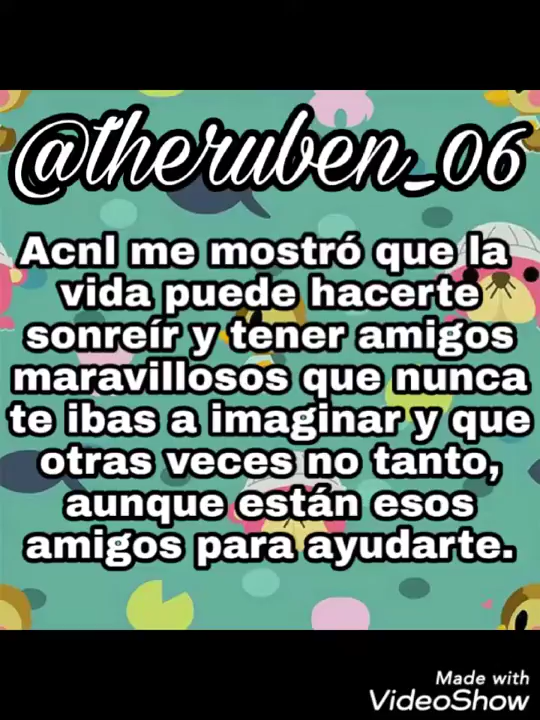 @theruben_06
Acnl me mostró que la
vida puede hacerte
sonreír y tener amigos
maravillosos que nunca
te ibas a imaginar y que
otras veces no tanto,
aunque están esos
amigos para ayudarte.
Made with
VideoShow